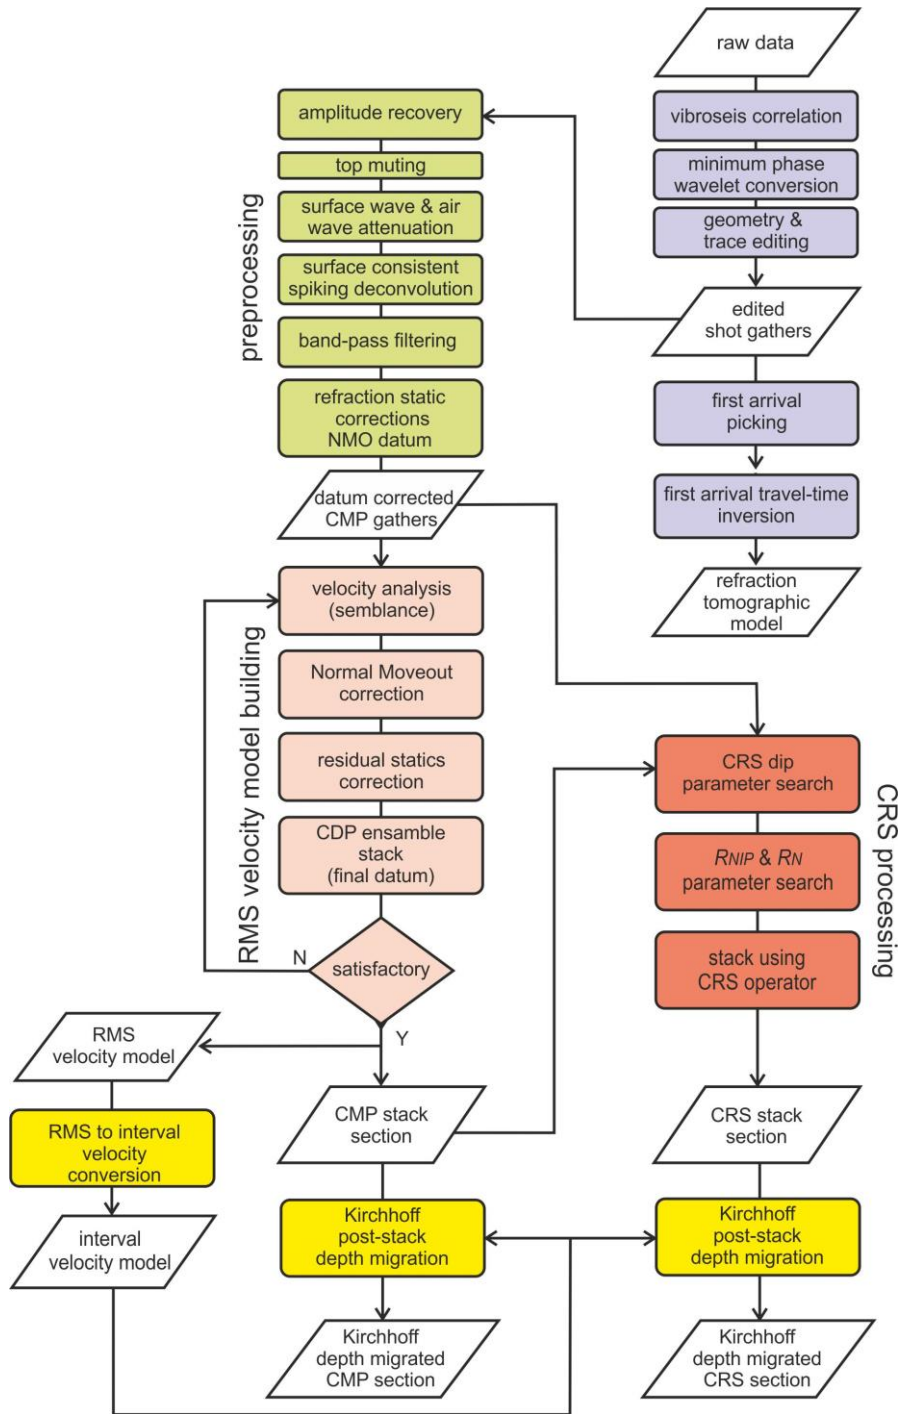 raw data
vibroseis correlation
minimum phase
wavelet conversion
geometry &
trace editing
edited
shot gathers
first arrival
picking
first arrival travel-time
inversion
refraction
tomographic
model
preprocessing
amplitude recovery
top muting
surface wave & air
wave attenuation
surface consistent
spiking deconvolution
band-pass filtering
refraction static
corrections
NMO datum
datum corrected
CMP gathers
RMS velocity model building
velocity analysis
(semblance)
Normal Moveout
correction
residual statics
correction
CDP ensamble
stack
(final datum)
satisfactory
N
Y
CRS processing
CRS dip
parameter search
RNIP & RN
parameter search
stack using
CRS operator
RMS
velocity model
RMS to interval
velocity
conversion
interval
velocity model
CMP stack
section
Kirchhoff
post-stack
depth migration
Kirchhoff
depth migrated
CMP section
CRS stack
section
Kirchhoff
post-stack
depth migration
Kirchhoff
depth migrated
CRS section